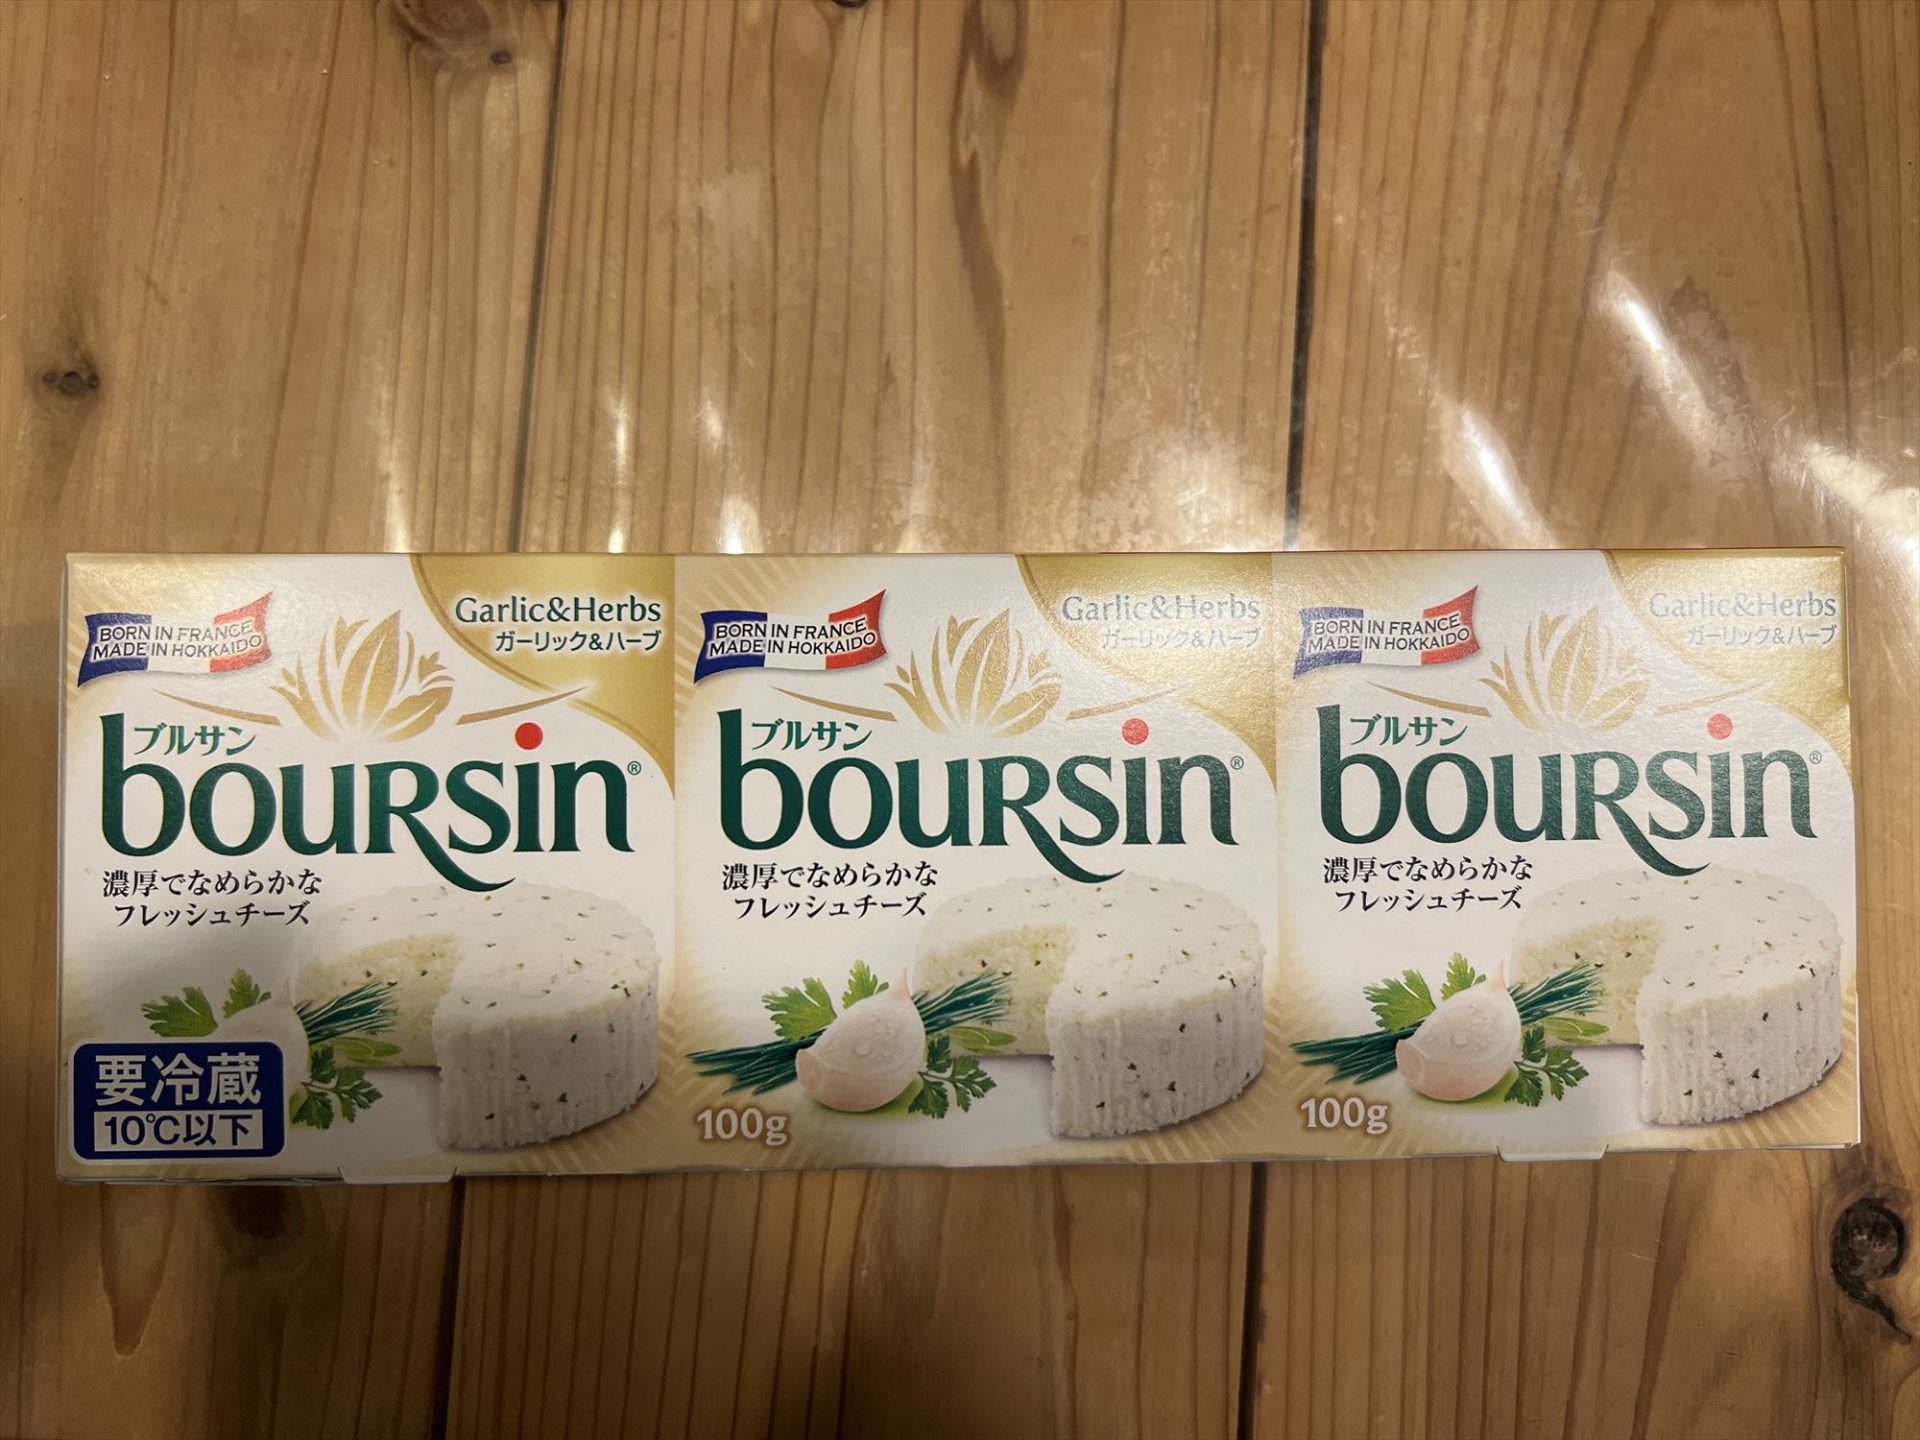 BORN IN FRANCE
MADE IN HOKKAIDO
Garlic&Herbs
ガーリック&ハーブ
ブルサン
boursin®
濃厚でなめらかな
フレッシュチーズ
要冷蔵
10℃以下
BORN IN FRANCE
MADE IN HOKKAIDO
Garlic&Herbs
ガーリック&ハーブ
ブルサン
boursin®
濃厚でなめらかな
フレッシュチーズ
100g
BORN IN FRANCE
MADE IN HOKKAIDO
Garlic&Herbs
ガーリック&ハーブ
ブルサン
boursin®
濃厚でなめらかな
フレッシュチーズ
100g